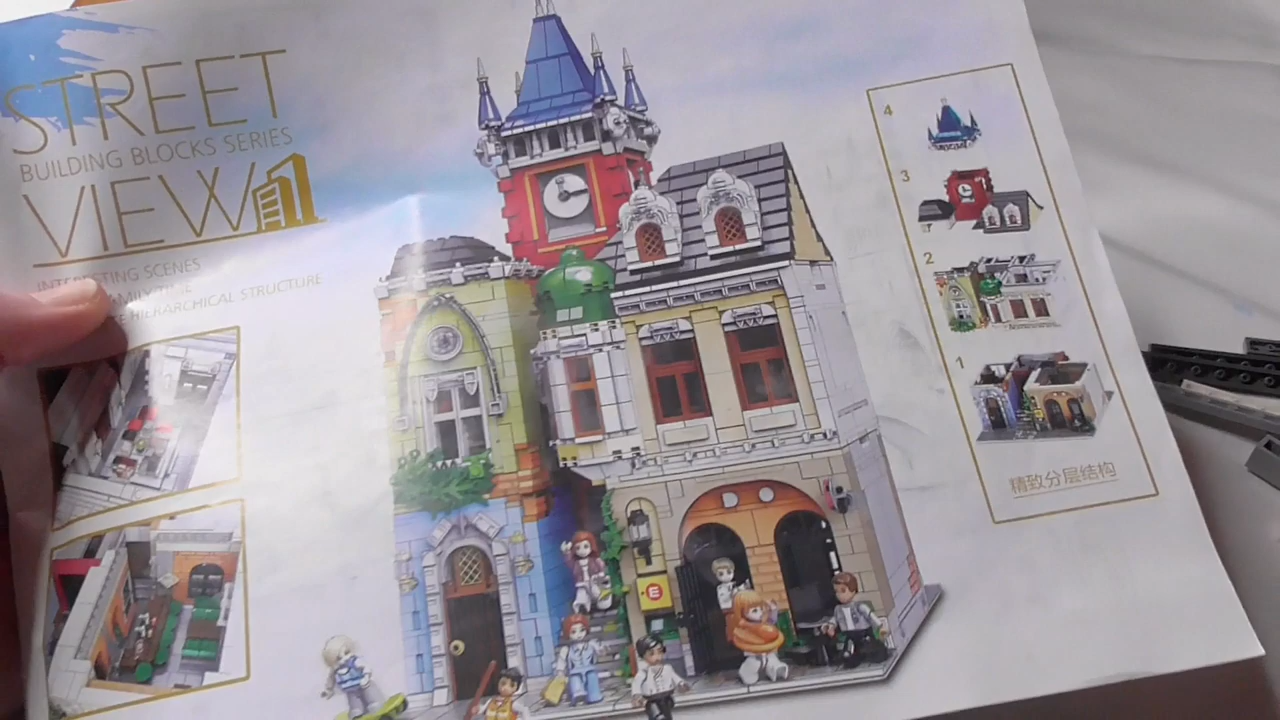 STREET
BUILDING BLOCKS SERIES
VIEW
INTERESTING SCENES
HIERARCHICAL STRUCTURE
4
3
2
1
精致分层结构